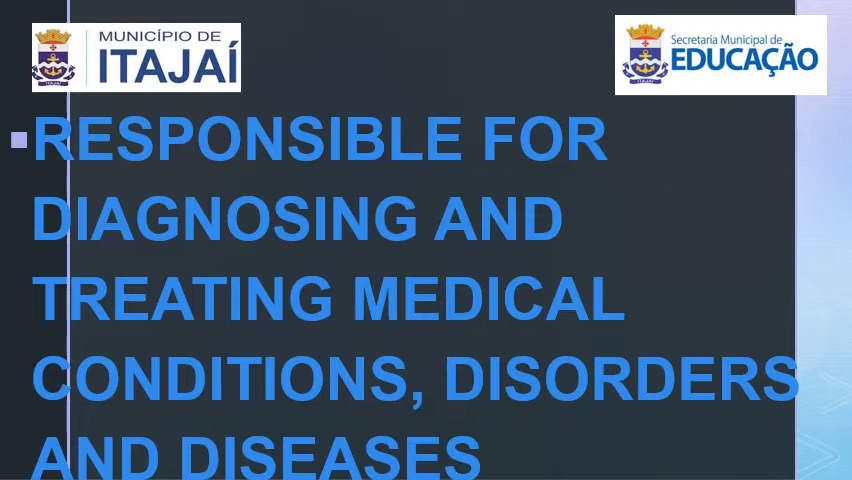 MUNICÍPIO DE
ITAJAÍ
Secretaria Municipal de
EDUCAÇÃO
RESPONSIBLE FOR
DIAGNOSING AND
TREATING MEDICAL
CONDITIONS, DISORDERS
AND DISEASES